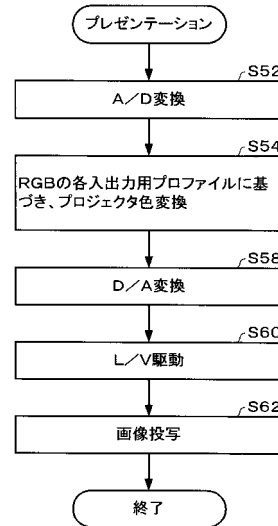 プレゼンテーション
S52
A/D変換
S54
RGBの各入出力用プロファイルに基
づき、プロジェクタ色変換
S58
D/A変換
S60
L/V駆動
S62
画像投写
終了